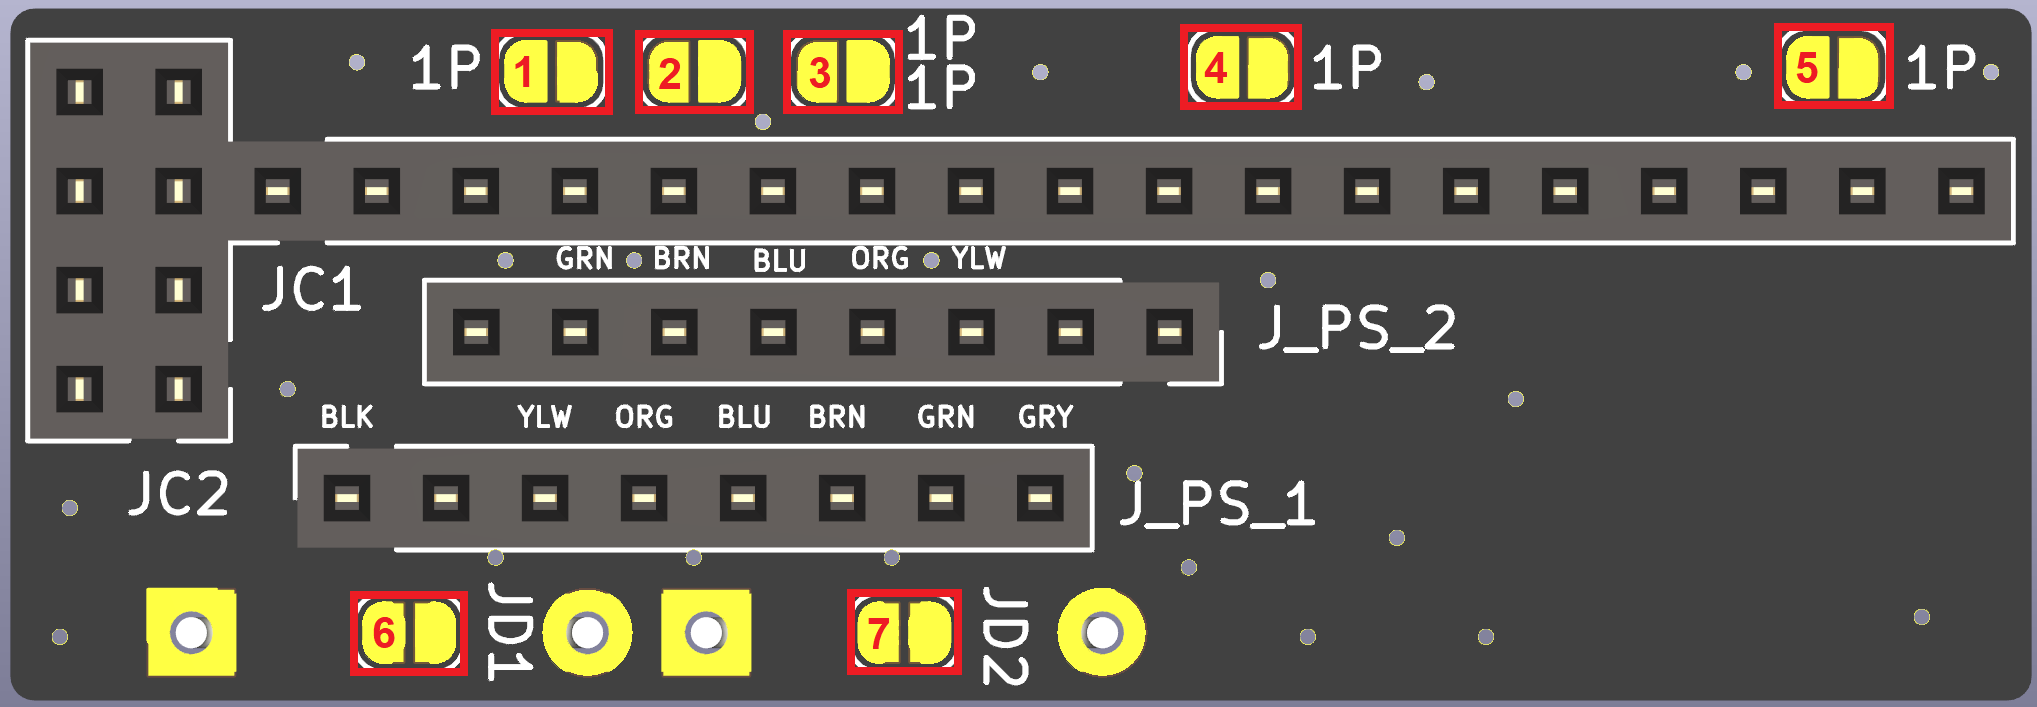 1P 1 2 3 1P
1P
4 1P
5 1P
GRN BRN BLU ORG YLW
JC1
J_PS_2
BLK YLW ORG BLU BRN GRN GRY
JC2
J_PS_1
6 JD1
7 JD2